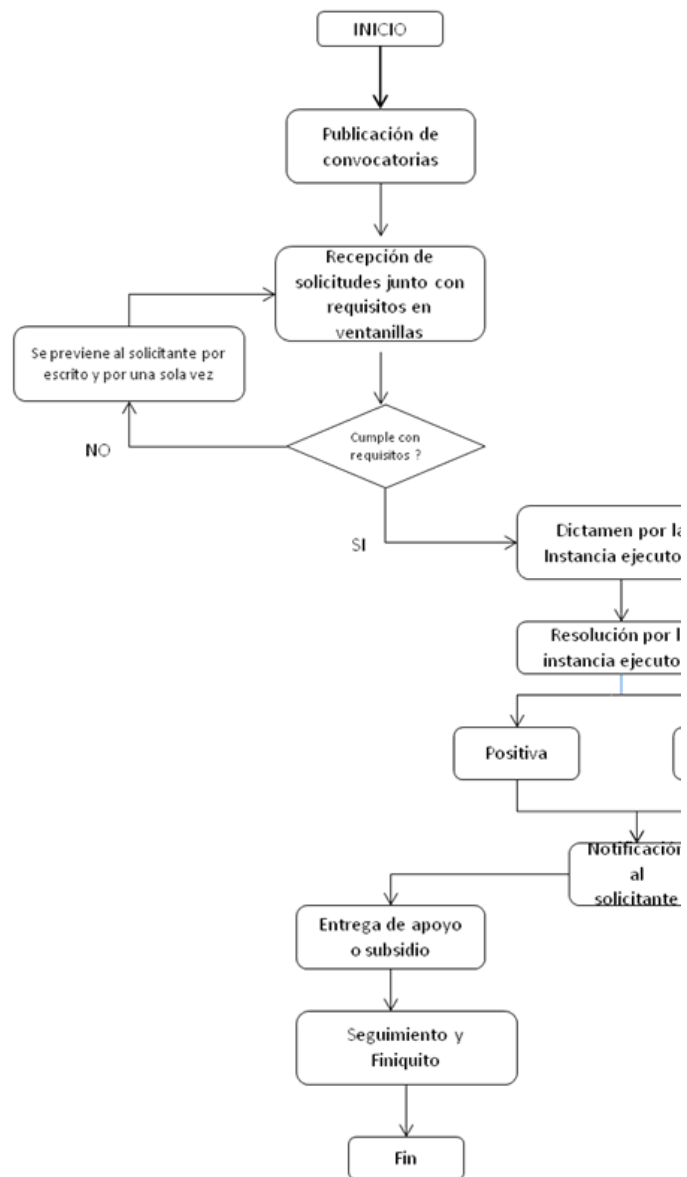 INICIO
Publicación de
convocatorias
Recepción de
solicitudes junto con
requisitos en
ventanillas
Se previene al solicitante por
escrito y por una sola vez
Cumple con
requisitos ?
NO
SI
Dictamen por la
Instancia ejecuto
Resolución por l
instancia ejecuto
Positiva
Notificación
al
solicitante
Entrega de apoyo
o subsidio
Seguimiento y
Finiquito
Fin